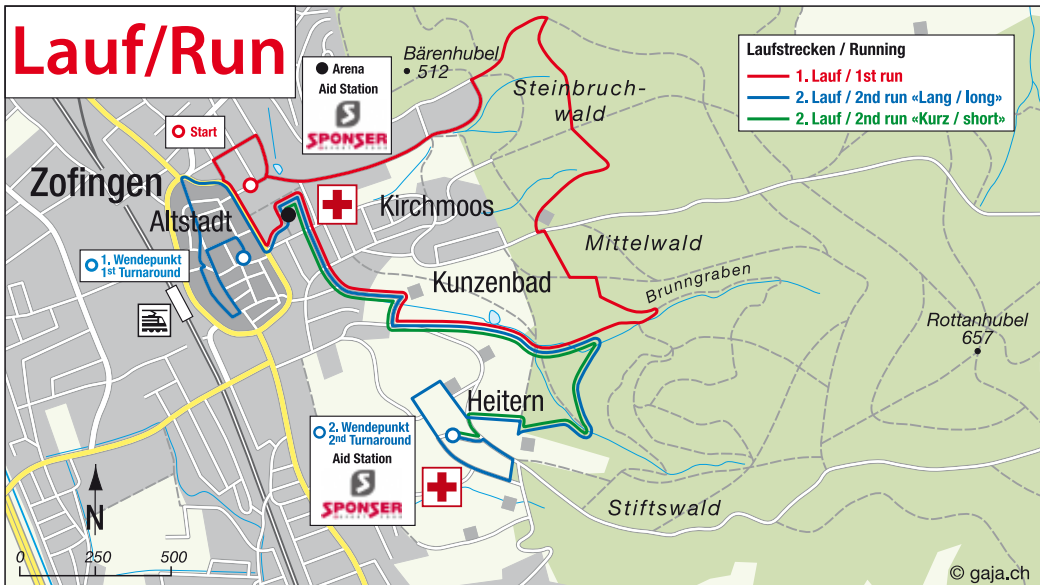 Lauf/Run
Bärenhubel
512
Arena
Aid Station
S
SPONSER
Start
Laufstrecken / Running
1. Lauf / 1st run
2. Lauf / 2nd run «Lang / long»
2. Lauf / 2nd run «Kurz / short»
Steinbruch-
wald
Zofingen
Altstadt
Kirchmoos
Mittelwald
1. Wendepunkt
1st Turnaround
Kunzenbad
Brunngraben
Rottanhubel
657
Heitern
2. Wendepunkt
2nd Turnaround
Aid Station
S
SPONSER
Stiftswald
N
0 250 500
© gaja.ch